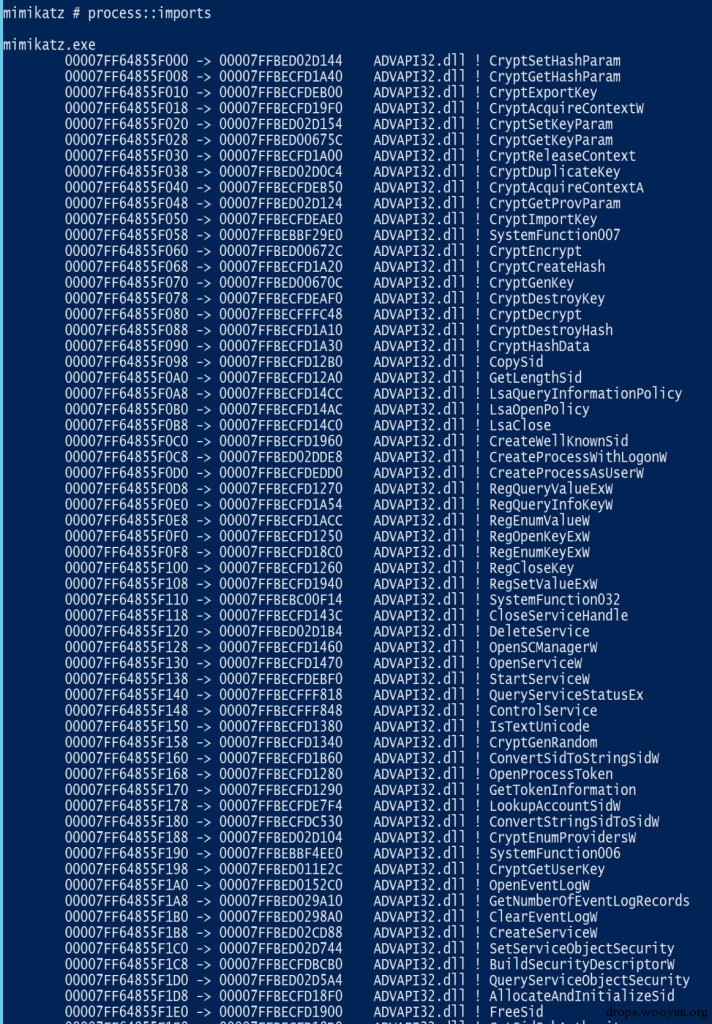 mimikatz # process::imports
mimikatz.exe
00007FF64855F000 -> 00007FFBED02D144 ADVAPI32.dll ! CryptSetHashParam
00007FF64855F008 -> 00007FFBECFD1A40 ADVAPI32.dll ! CryptGetHashParam
00007FF64855F010 -> 00007FFBECFDEB00 ADVAPI32.dll ! CryptExportKey
00007FF64855F018 -> 00007FFBECFD19F0 ADVAPI32.dll ! CryptAcquireContextW
00007FF64855F020 -> 00007FFBED02D154 ADVAPI32.dll ! CryptSetKeyParam
00007FF64855F028 -> 00007FFBED00675C ADVAPI32.dll ! CryptGetKeyParam
00007FF64855F030 -> 00007FFBECFD1A00 ADVAPI32.dll ! CryptReleaseContext
00007FF64855F038 -> 00007FFBED02D0C4 ADVAPI32.dll ! CryptDuplicateKey
00007FF64855F040 -> 00007FFBECFDEB50 ADVAPI32.dll ! CryptAcquireContextA
00007FF64855F048 -> 00007FFBED02D124 ADVAPI32.dll ! CryptGetProvParam
00007FF64855F050 -> 00007FFBECFDEAE0 ADVAPI32.dll ! CryptImportKey
00007FF64855F058 -> 00007FFBEBBF29E0 ADVAPI32.dll ! SystemFunction007
00007FF64855F060 -> 00007FFBED00672C ADVAPI32.dll ! CryptEncrypt
00007FF64855F068 -> 00007FFBECFD1A20 ADVAPI32.dll ! CryptCreateHash
00007FF64855F070 -> 00007FFBED00670C ADVAPI32.dll ! CryptGenKey
00007FF64855F078 -> 00007FFBECFDEAF0 ADVAPI32.dll ! CryptDestroyKey
00007FF64855F080 -> 00007FFBECFFFC48 ADVAPI32.dll ! CryptDecrypt
00007FF64855F088 -> 00007FFBECFD1A10 ADVAPI32.dll ! CryptDestroyHash
00007FF64855F090 -> 00007FFBECFD1A30 ADVAPI32.dll ! CryptHashData
00007FF64855F098 -> 00007FFBECFD12B0 ADVAPI32.dll ! CopySid
00007FF64855F0A0 -> 00007FFBECFD12A0 ADVAPI32.dll ! GetLengthSid
00007FF64855F0A8 -> 00007FFBECFD14CC ADVAPI32.dll ! LsaQueryInformationPolicy
00007FF64855F0B0 -> 00007FFBECFD14AC ADVAPI32.dll ! LsaOpenPolicy
00007FF64855F0B8 -> 00007FFBECFD14C0 ADVAPI32.dll ! LsaClose
00007FF64855F0C0 -> 00007FFBECFD1960 ADVAPI32.dll ! CreateWellKnownSid
00007FF64855F0C8 -> 00007FFBED02DDE8 ADVAPI32.dll ! CreateProcessWithLogonW
00007FF64855F0D0 -> 00007FFBECFDEDD0 ADVAPI32.dll ! CreateProcessAsUserW
00007FF64855F0D8 -> 00007FFBECFD1270 ADVAPI32.dll ! RegQueryValueExW
00007FF64855F0E0 -> 00007FFBECFD1A54 ADVAPI32.dll ! RegQueryInfoKeyW
00007FF64855F0E8 -> 00007FFBECFD1ACC ADVAPI32.dll ! RegEnumValueW
00007FF64855F0F0 -> 00007FFBECFD1250 ADVAPI32.dll ! RegOpenKeyExW
00007FF64855F0F8 -> 00007FFBECFD18C0 ADVAPI32.dll ! RegEnumKeyExW
00007FF64855F100 -> 00007FFBECFD1260 ADVAPI32.dll ! RegCloseKey
00007FF64855F108 -> 00007FFBECFD1940 ADVAPI32.dll ! RegSetValueExW
00007FF64855F110 -> 00007FFBEBC00F14 ADVAPI32.dll ! SystemFunction032
00007FF64855F118 -> 00007FFBECFD143C ADVAPI32.dll ! CloseServiceHandle
00007FF64855F120 -> 00007FFBED02D1B4 ADVAPI32.dll ! DeleteService
00007FF64855F128 -> 00007FFBECFD1460 ADVAPI32.dll ! OpenSCManagerW
00007FF64855F130 -> 00007FFBECFD1470 ADVAPI32.dll ! OpenServiceW
00007FF64855F138 -> 00007FFBECFDEBF0 ADVAPI32.dll ! StartServiceW
00007FF64855F140 -> 00007FFBECFFF818 ADVAPI32.dll ! QueryServiceStatusEx
00007FF64855F148 -> 00007FFBECFFF848 ADVAPI32.dll ! ControlService
00007FF64855F150 -> 00007FFBECFD1380 ADVAPI32.dll ! IsTextUnicode
00007FF64855F158 -> 00007FFBECFD1340 ADVAPI32.dll ! CryptGenRandom
00007FF64855F160 -> 00007FFBECFD1B60 ADVAPI32.dll ! ConvertSidToStringSidW
00007FF64855F168 -> 00007FFBECFD1280 ADVAPI32.dll ! OpenProcessToken
00007FF64855F170 -> 00007FFBECFD1290 ADVAPI32.dll ! GetTokenInformation
00007FF64855F178 -> 00007FFBECFDE7F4 ADVAPI32.dll ! LookupAccountSidW
00007FF64855F180 -> 00007FFBECFDC530 ADVAPI32.dll ! ConvertStringSidToSidW
00007FF64855F188 -> 00007FFBED02D104 ADVAPI32.dll ! CryptEnumProvidersW
00007FF64855F190 -> 00007FFBEBBF4EE0 ADVAPI32.dll ! SystemFunction006
00007FF64855F198 -> 00007FFBED011E2C ADVAPI32.dll ! CryptGetUserKey
00007FF64855F1A0 -> 00007FFBED0152C0 ADVAPI32.dll ! OpenEventLogW
00007FF64855F1A8 -> 00007FFBED029A10 ADVAPI32.dll ! GetNumberOfEventLogRecords
00007FF64855F1B0 -> 00007FFBED0298A0 ADVAPI32.dll ! ClearEventLogW
00007FF64855F1B8 -> 00007FFBED02CD88 ADVAPI32.dll ! CreateServiceW
00007FF64855F1C0 -> 00007FFBED02D744 ADVAPI32.dll ! SetServiceObjectSecurity
00007FF64855F1C8 -> 00007FFBECFDBCB0 ADVAPI32.dll ! BuildSecurityDescriptorW
00007FF64855F1D0 -> 00007FFBED02D5A4 ADVAPI32.dll ! QueryServiceObjectSecurity
00007FF64855F1D8 -> 00007FFBECFD18F0 ADVAPI32.dll ! AllocateAndInitializeSid
00007FF64855F1E0 -> 00007FFBECFD1900 ADVAPI32.dll ! FreeSid
drops.wooyun.org